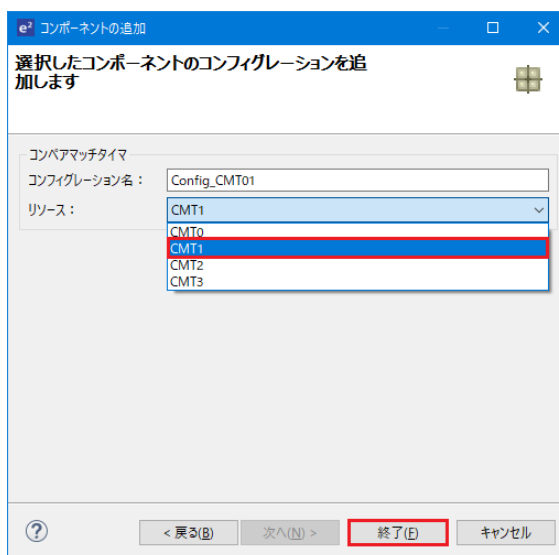 e² コンポーネントの追加
選択したコンポーネントのコンフィグレーションを追
加します
コンペアマッチタイマ
コンフィグレーション名： Config_CMT01
リソース： CMT1
CMT0
CMT1
CMT2
CMT3
< 戻る(B) 次へ(N) > 終了(F) キャンセル